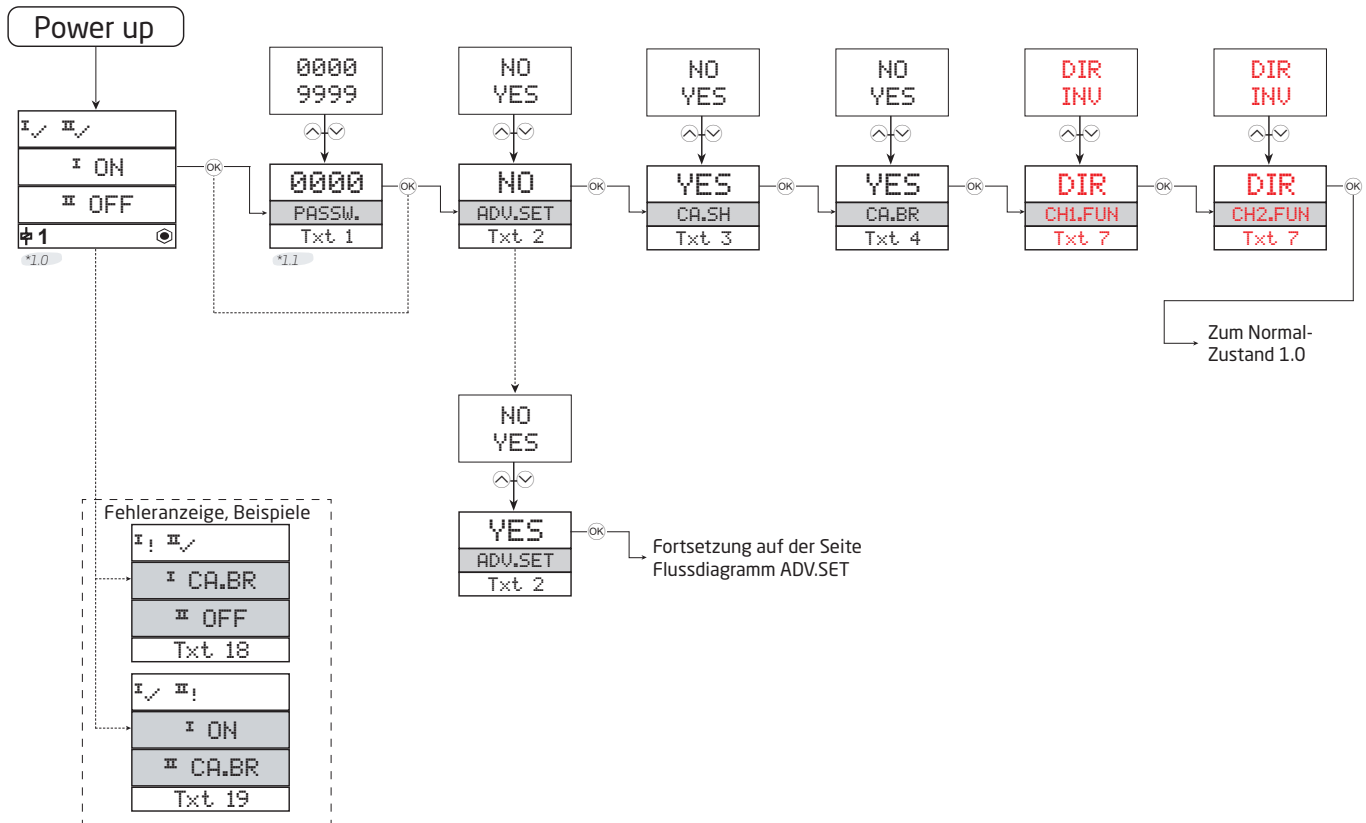 Power up
I✓ II✓
I ON
II OFF
1
*1.0
OK
0000
9999
0000
PASSW.
Txt 1
*1.1
OK
NO
YES
NO
ADV.SET
Txt 2
OK
NO
YES
YES
CA.SH
Txt 3
OK
NO
YES
YES
CA.BR
Txt 4
OK
DIR
INV
DIR
CH1.FUN
Txt 7
OK
DIR
INV
DIR
CH2.FUN
Txt 7
OK
Zum Normal-
Zustand 1.0
NO
YES
YES
ADV.SET
Txt 2
OK
Fortsetzung auf der Seite
Flussdiagramm ADV.SET
Fehleranzeige, Beispiele
I! II✓
I CA.BR
II OFF
Txt 18
I✓ II!
I ON
II CA.BR
Txt 19